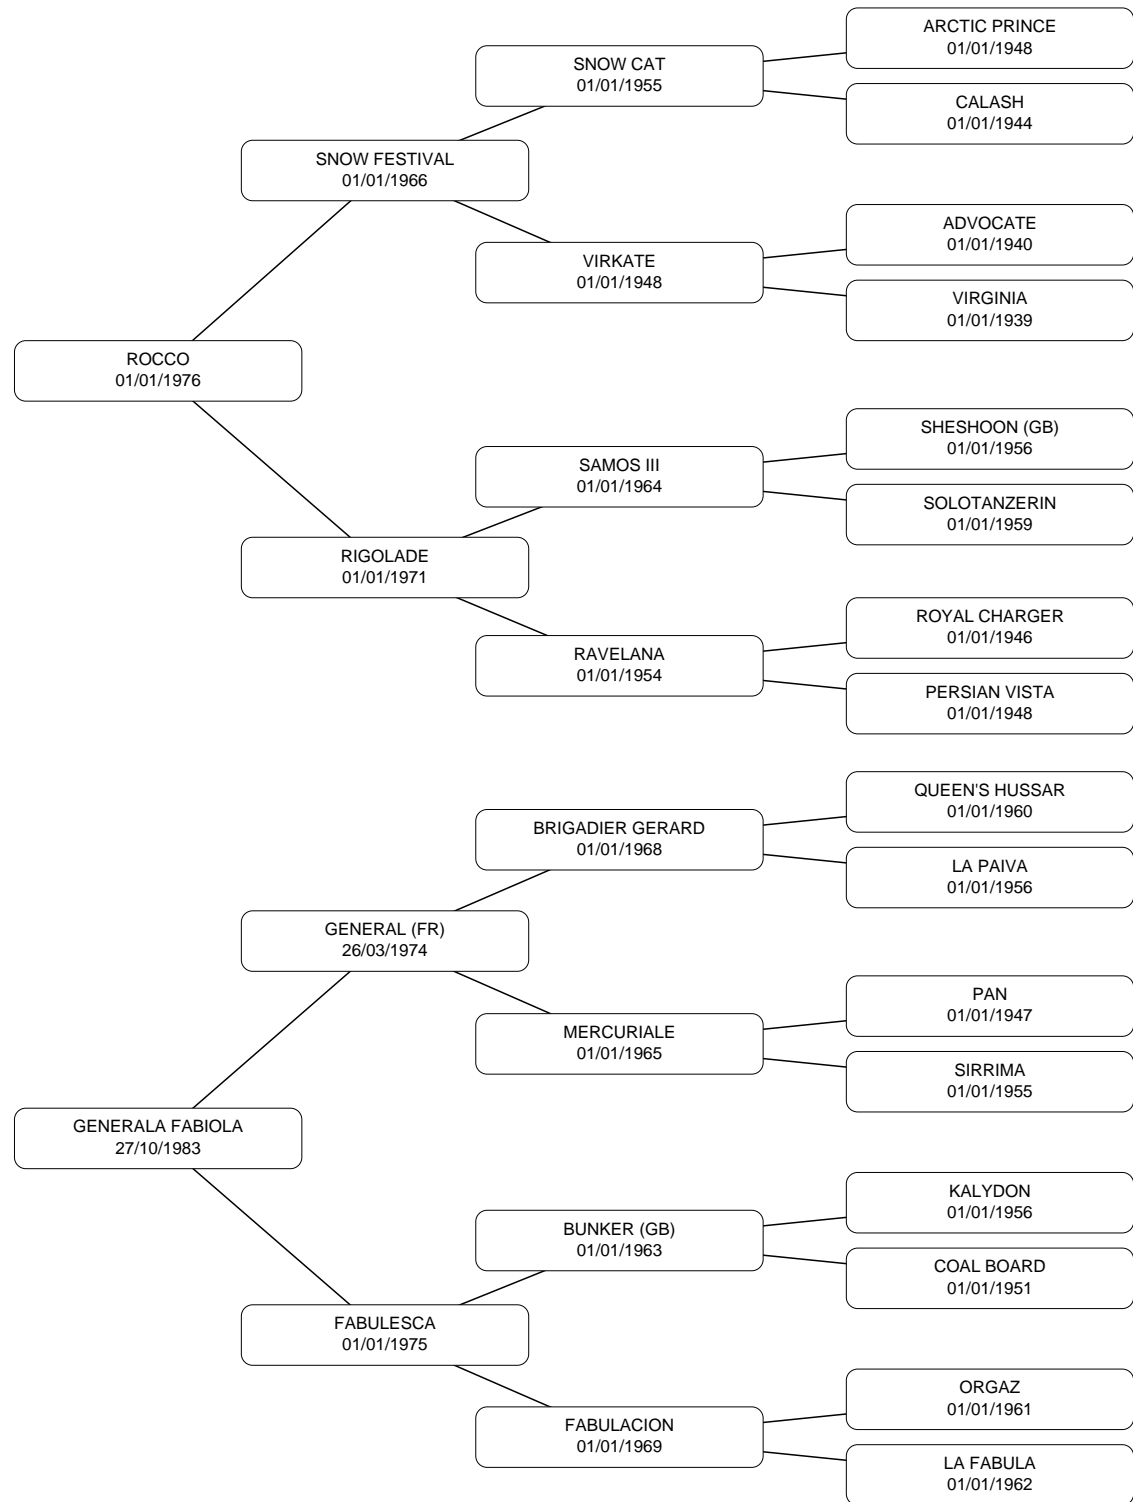 ARCTIC PRINCE
01/01/1948
SNOW CAT
01/01/1955
CALASH
01/01/1944
SNOW FESTIVAL
01/01/1966
ADVOCATE
01/01/1940
VIRKATE
01/01/1948
VIRGINIA
01/01/1939
ROCCO
01/01/1976
SHESHOON (GB)
01/01/1956
SAMOS III
01/01/1964
SOLOTANZERIN
01/01/1959
RIGOLADE
01/01/1971
ROYAL CHARGER
01/01/1946
RAVELANA
01/01/1954
PERSIAN VISTA
01/01/1948
QUEEN'S HUSSAR
01/01/1960
BRIGADIER GERARD
01/01/1968
LA PAIVA
01/01/1956
GENERAL (FR)
26/03/1974
PAN
01/01/1947
MERCURIALE
01/01/1965
SIRRIMA
01/01/1955
GENERALA FABIOLA
27/10/1983
KALYDON
01/01/1956
BUNKER (GB)
01/01/1963
COAL BOARD
01/01/1951
FABULESCA
01/01/1975
ORGAZ
01/01/1961
FABULACION
01/01/1969
LA FABULA
01/01/1962